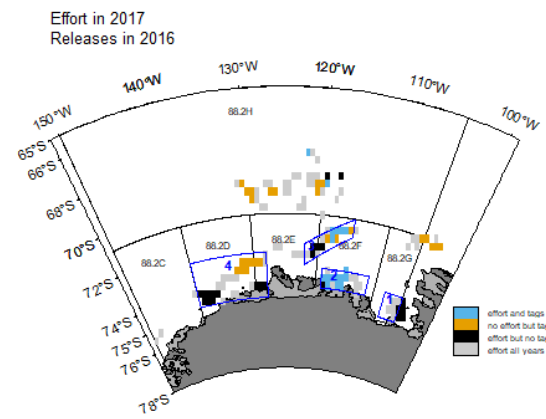 Effort in 2017
Releases in 2016
150°W
140°W
130°W
120°W
110°W
100°W
65°S
66°S
68°S
70°S
72°S
74°S
75°S
76°S
78°S
88.2H
88.2C
88.2D
88.2E
88.2F
88.2G
4
2
1
effort and tags
no effort but tag
effort but no tag
effort all years